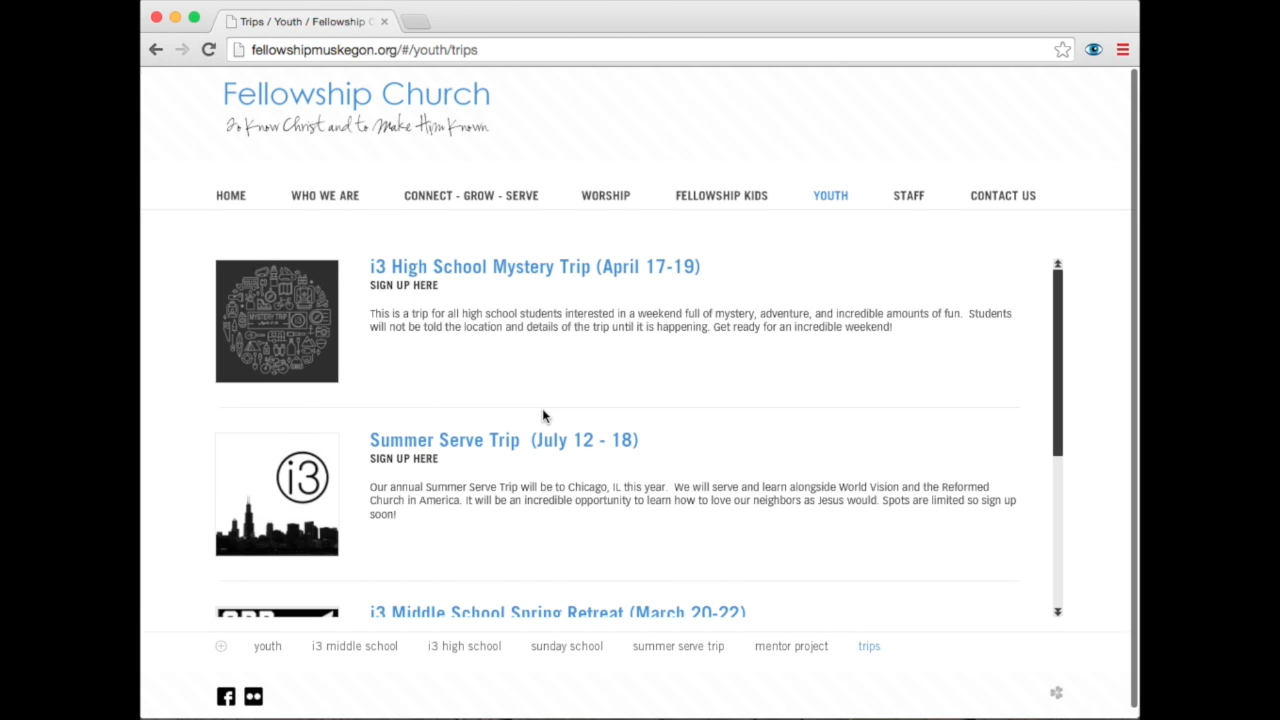 Trips / Youth / Fellowship C
fellowshipmuskegon.org/#/youth/trips
Fellowship Church
To Know Christ and to Make Him Known
HOME WHO WE ARE CONNECT - GROW - SERVE WORSHIP FELLOWSHIP KIDS YOUTH STAFF CONTACT US
i3 High School Mystery Trip (April 17-19)
SIGN UP HERE
MYSTERY TRIP i3
This is a trip for all high school students interested in a weekend full of mystery, adventure, and incredible amounts of fun. Students
will not be told the location and details of the trip until it is happening. Get ready for an incredible weekend!
Summer Serve Trip (July 12 - 18)
SIGN UP HERE
i3
Our annual Summer Serve Trip will be to Chicago, IL this year. We will serve and learn alongside World Vision and the Reformed
Church in America. It will be an incredible opportunity to learn how to love our neighbors as Jesus would. Spots are limited so sign up
soon!
i3 Middle School Spring Retreat (March 20-22)
youth i3 middle school i3 high school sunday school summer serve trip mentor project trips